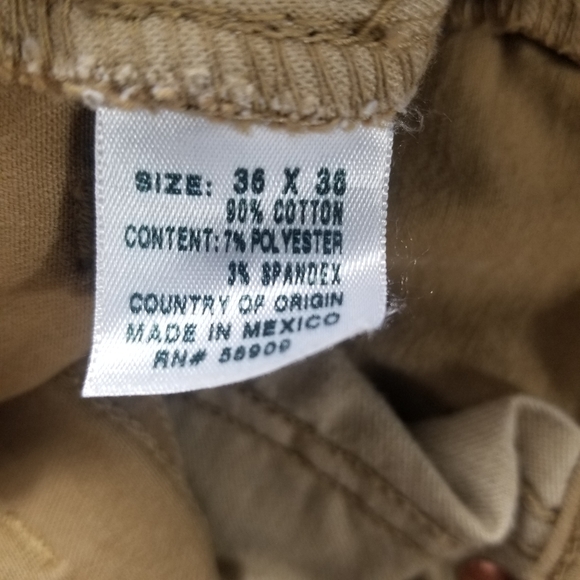 SIZE: 36 X 36
90% COTTON
CONTENT: 7% POLYESTER
3% SPANDEX
COUNTRY OF ORIGIN
MADE IN MEXICO
RN# 58909